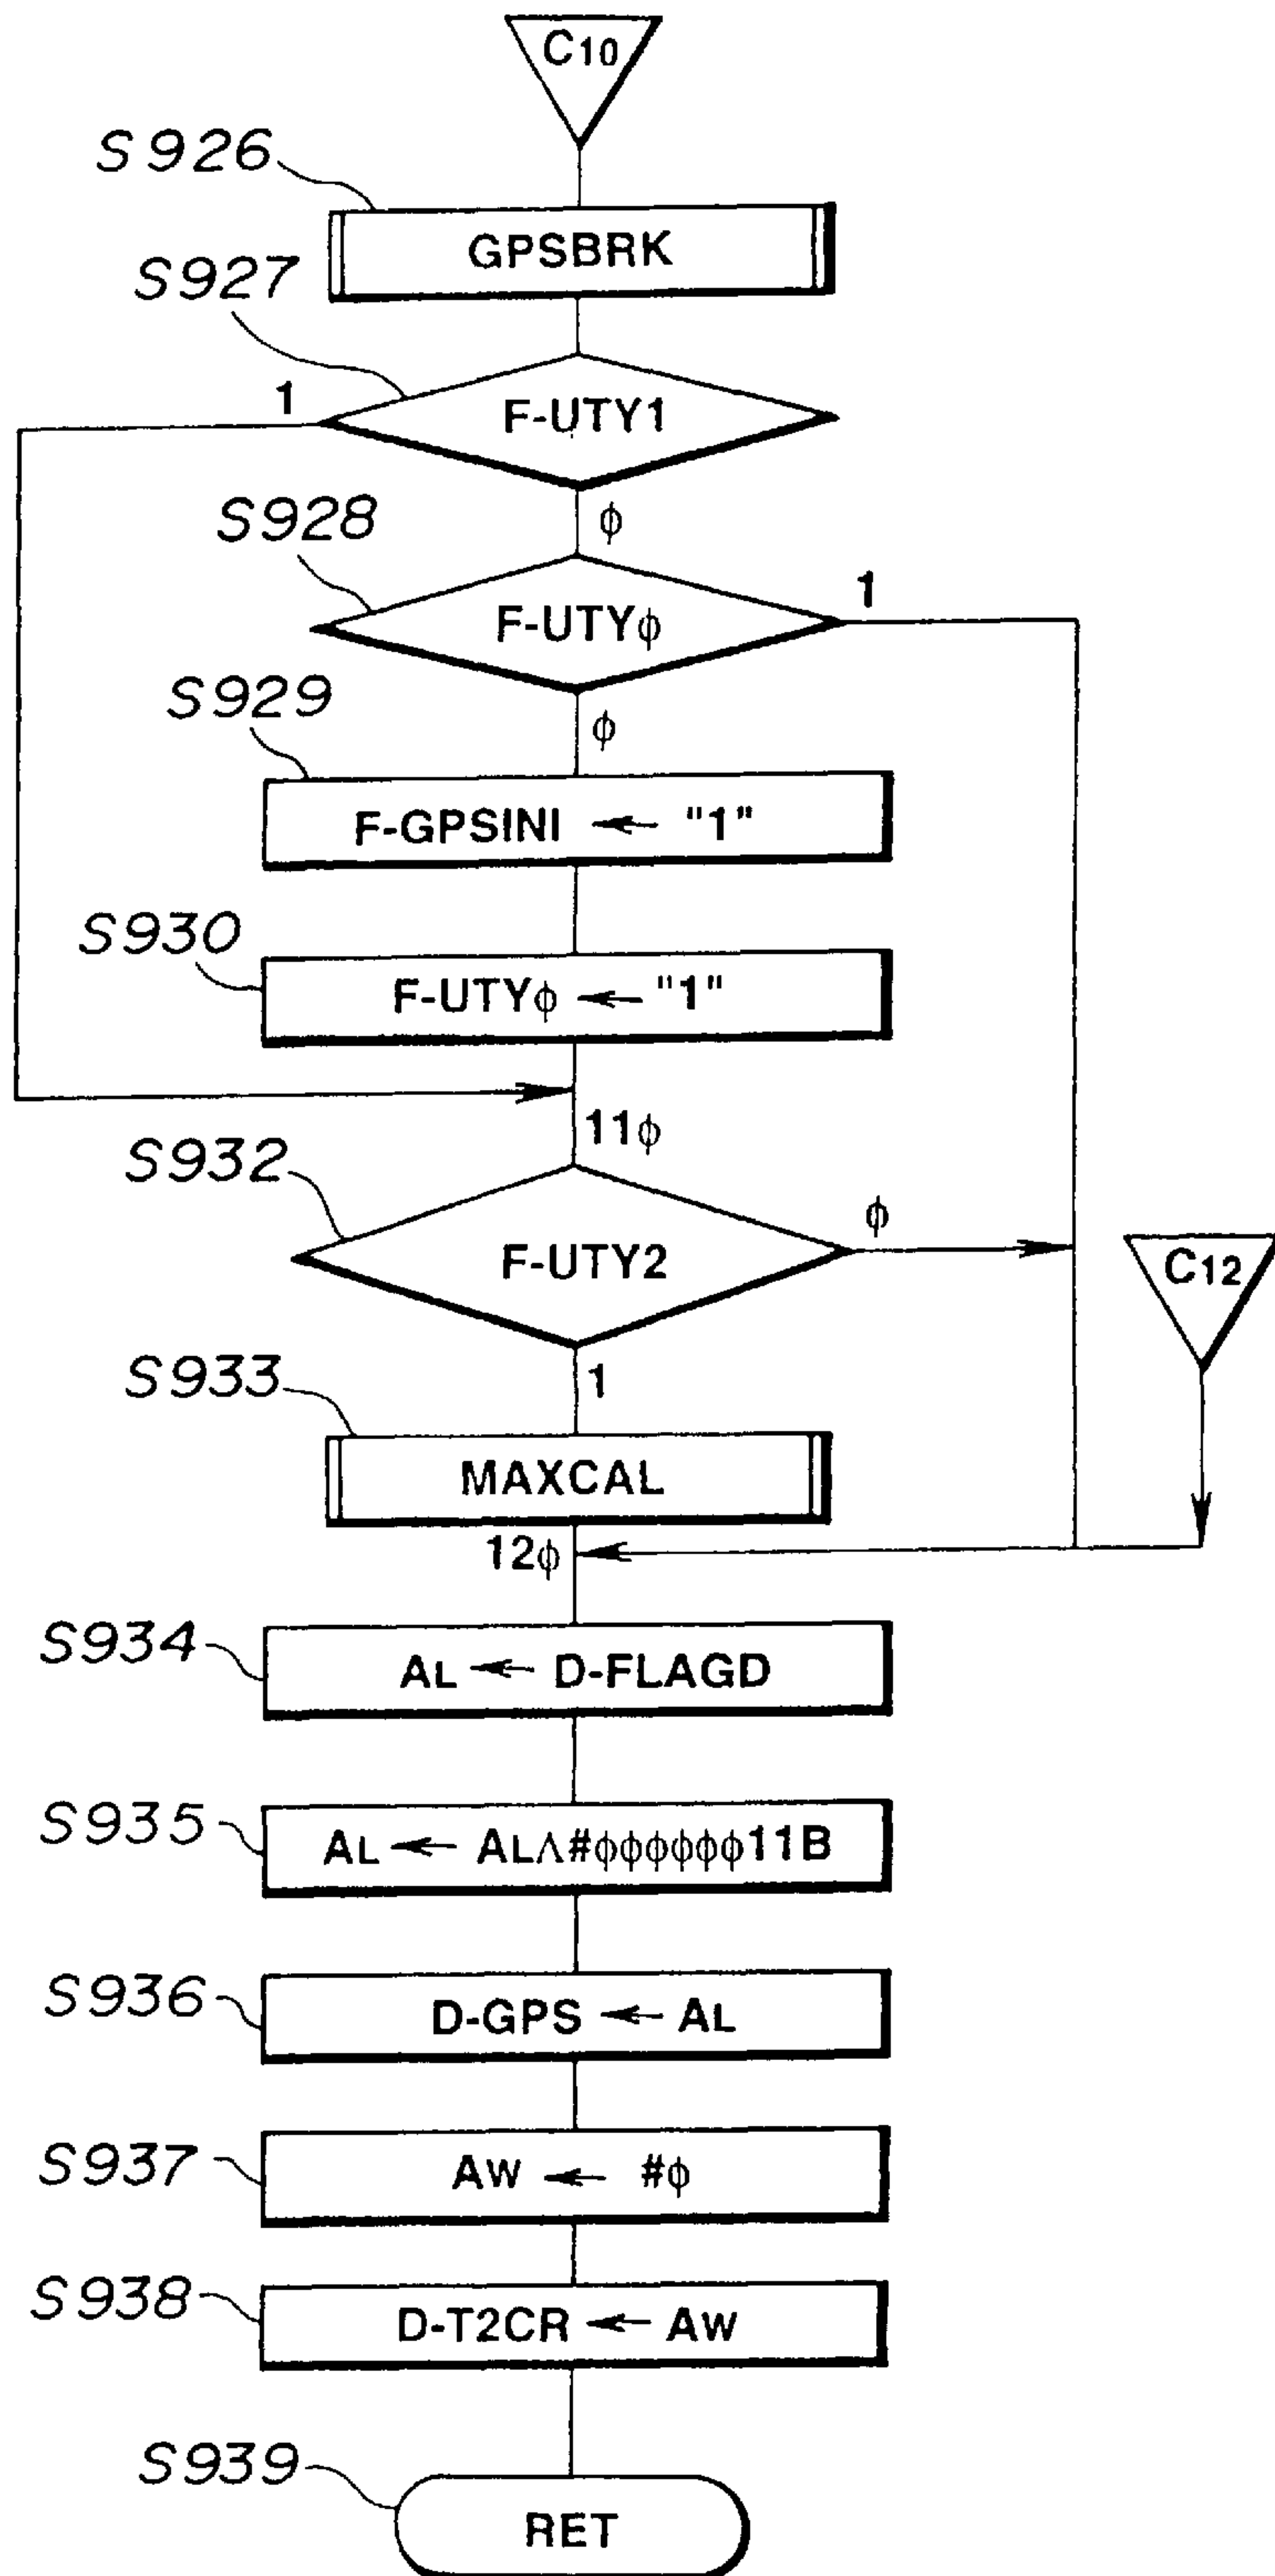 C10
S926
GPSBRK
S927
1
F-UTY1
φ
S928
1
F-UTYφ
S929
φ
F-GPSINI ← "1"
S930
F-UTYφ ← "1"
11φ
S932
φ
F-UTY2
C12
S933
1
MAXCAL
12φ
S934
AL ← D-FLAGD
S935
AL ← ALΛ#φφφφφφ11B
S936
D-GPS ← AL
S937
AW ← #φ
S938
D-T2CR ← AW
S939
RET